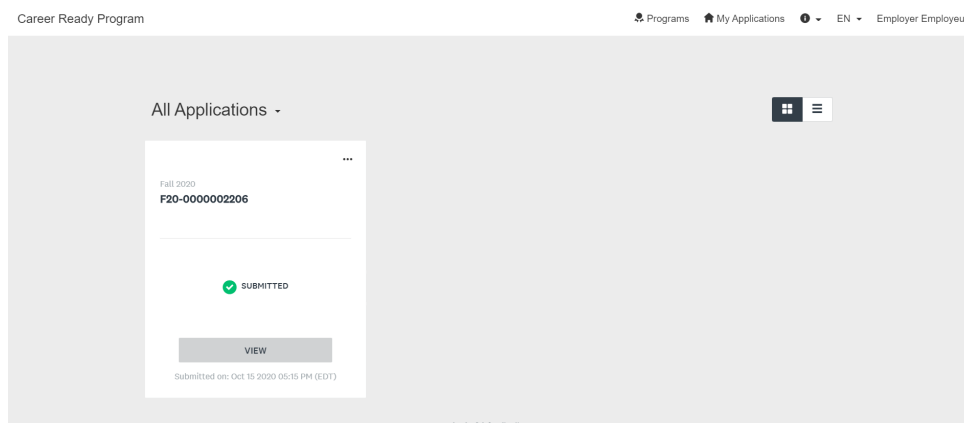 Career Ready Program
Programs My Applications EN Employer Employeu
All Applications
Fall 2020
F20-0000002206
SUBMITTED
VIEW
Submitted on: Oct 15 2020 05:15 PM (EDT)